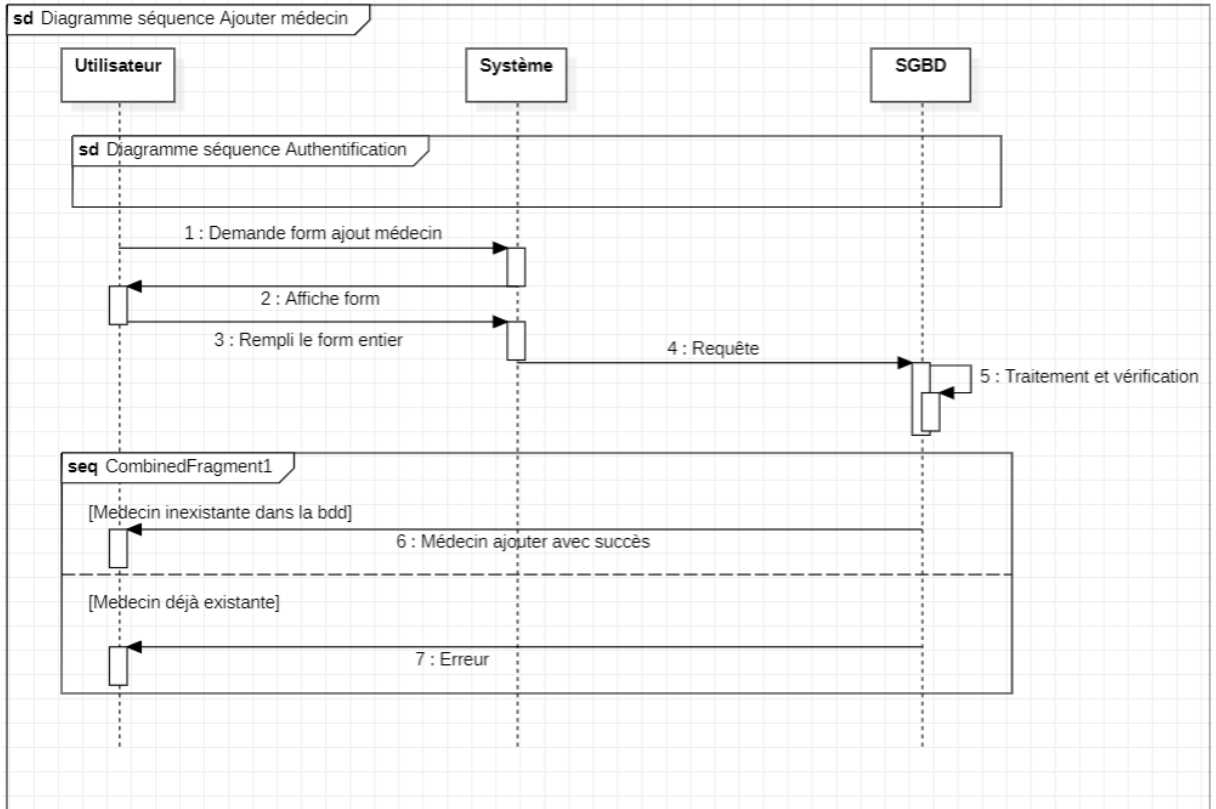 sd Diagramme séquence Ajouter médecin
Utilisateur
Système
SGBD
sd Diagramme séquence Authentification
1 : Demande form ajout médecin
2 : Affiche form
3 : Rempli le form entier
4 : Requête
5 : Traitement et vérification
seq CombinedFragment1
[Medecin inexistante dans la bdd]
6 : Médecin ajouter avec succès
[Medecin déjà existante]
7 : Erreur